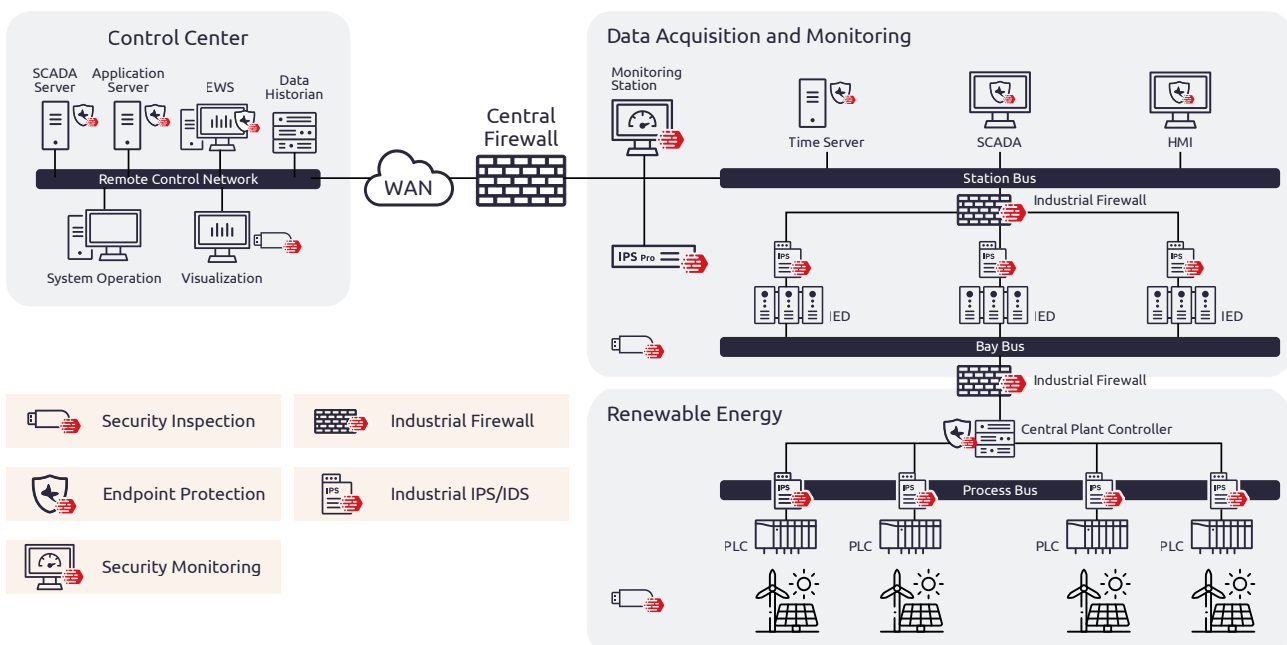 Control Center
SCADA
Server
Application
Server
EWS
Data
Historian
Remote Control Network
System Operation
Visualization
WAN
Central
Firewall
Data Acquisition and Monitoring
Monitoring
Station
Time Server
SCADA
HMI
Station Bus
Industrial Firewall
IPS Pro
IPS
IPS
IPS
IED
IED
IED
Bay Bus
Industrial Firewall
Renewable Energy
Central Plant Controller
IPS
IPS
IPS
IPS
Process Bus
PLC
PLC
PLC
PLC
Security Inspection
Industrial Firewall
Endpoint Protection
IPS
Industrial IPS/IDS
Security Monitoring